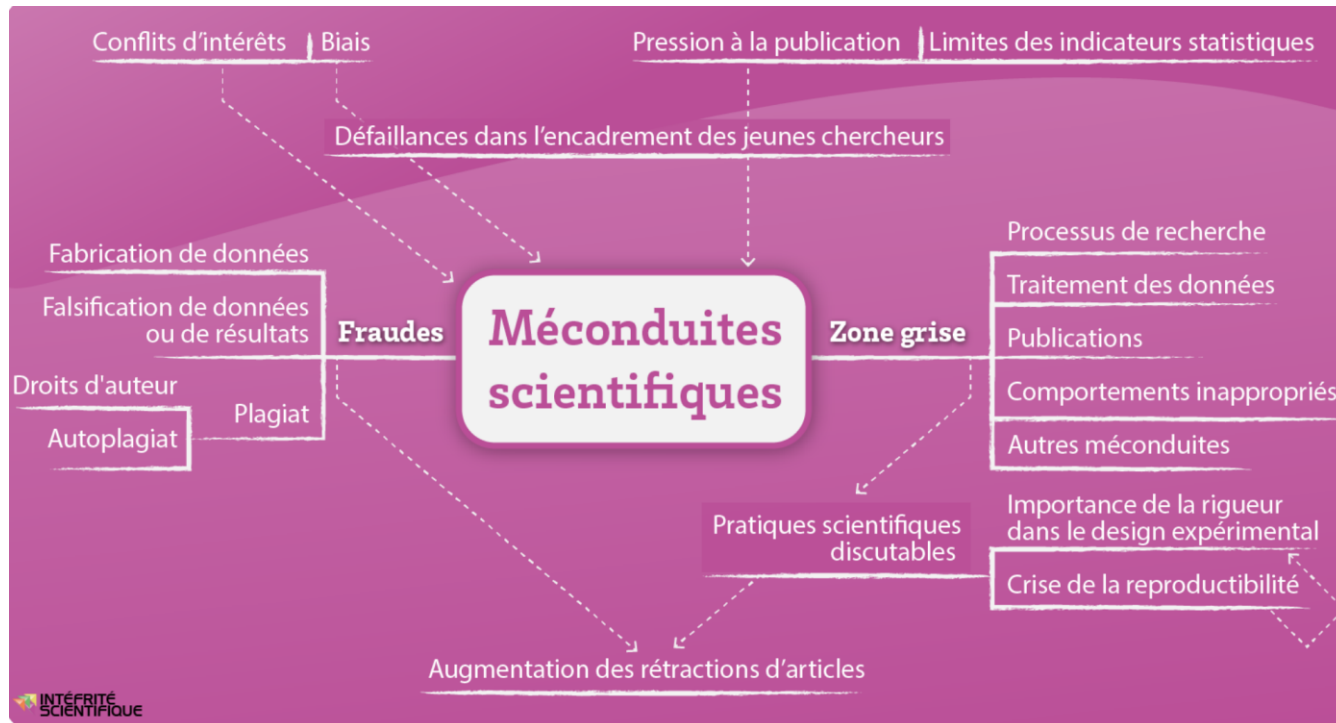 Conflits d'intérêts
Biais
Pression à la publication
Limites des indicateurs statistiques
Défaillances dans l'encadrement des jeunes chercheurs
Fabrication de données
Falsification de données
ou de résultats
Droits d'auteur
Autoplagiat
Plagiat
Fraudes
Méconduites
scientifiques
Zone grise
Processus de recherche
Traitement des données
Publications
Comportements inappropriés
Autres méconduites
Pratiques scientifiques
discutables
Importance de la rigueur
dans le design expérimental
Crise de la reproductibilité
Augmentation des rétractions d'articles
INTÉFRITÉ
SCIENTIFIQUE